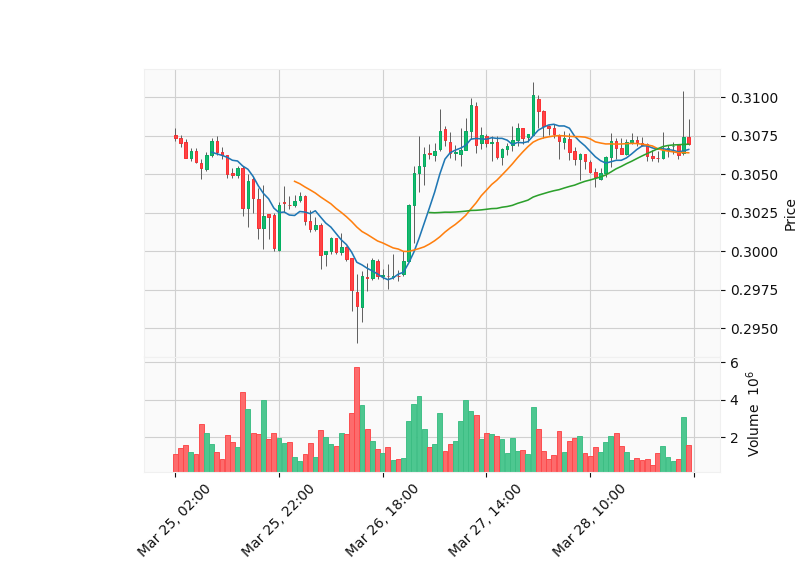 0.3100
0.3075
0.3050
0.3025
0.3000
0.2975
0.2950
Price
6
4
2
Volume 10^6
Mar 25, 02:00
Mar 25, 22:00
Mar 26, 18:00
Mar 27, 14:00
Mar 28, 10:00